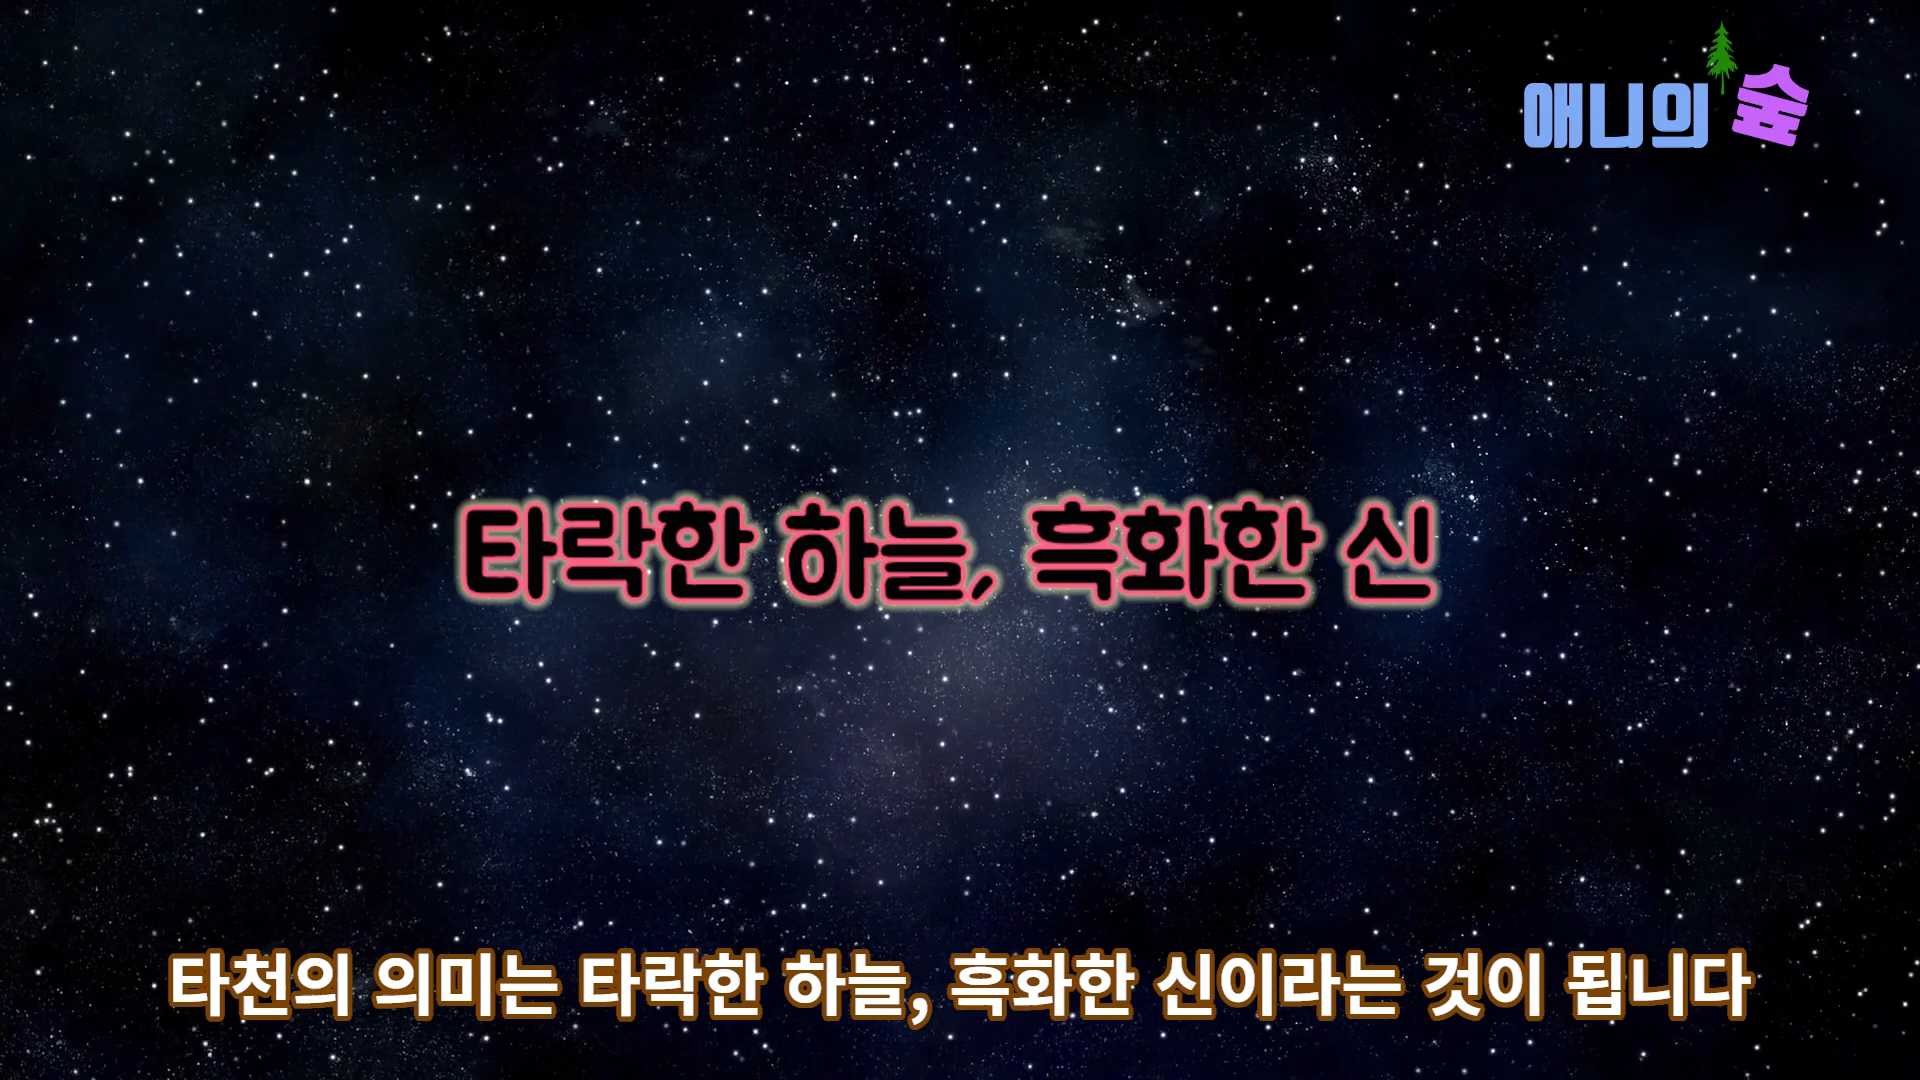 애니의 숲
타락한 하늘, 흑화한 신
타천의 의미는 타락한 하늘, 흑화한 신이라는 것이 됩니다